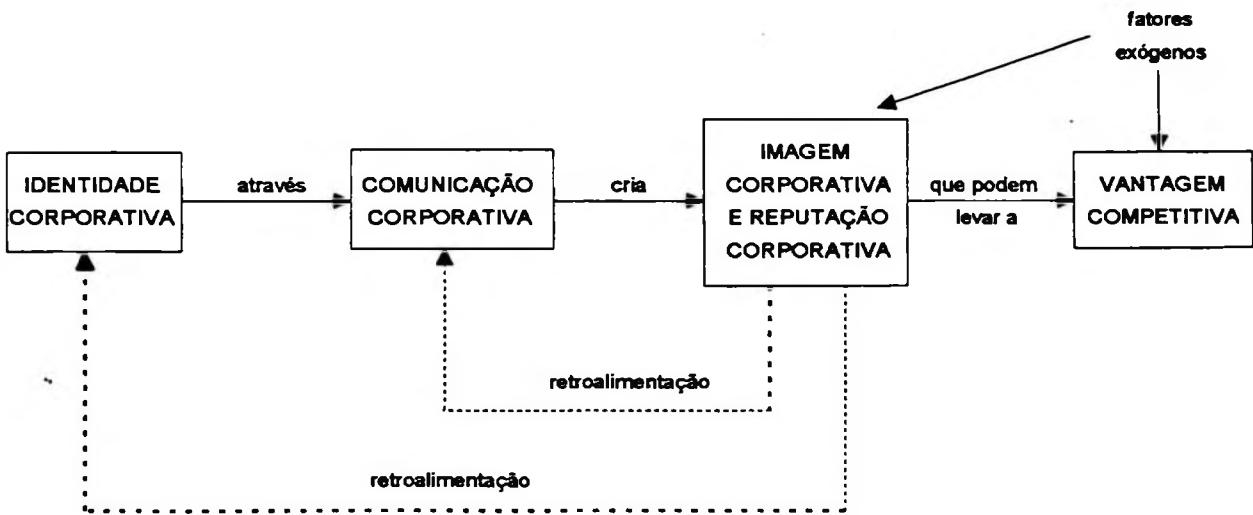 fatores
exógenos
IDENTIDADE
CORPORATIVA
através
COMUNICAÇÃO
CORPORATIVA
cria
IMAGEM
CORPORATIVA
E REPUTAÇÃO
CORPORATIVA
que podem
levar a
VANTAGEM
COMPETITIVA
retroalimentação
retroalimentação